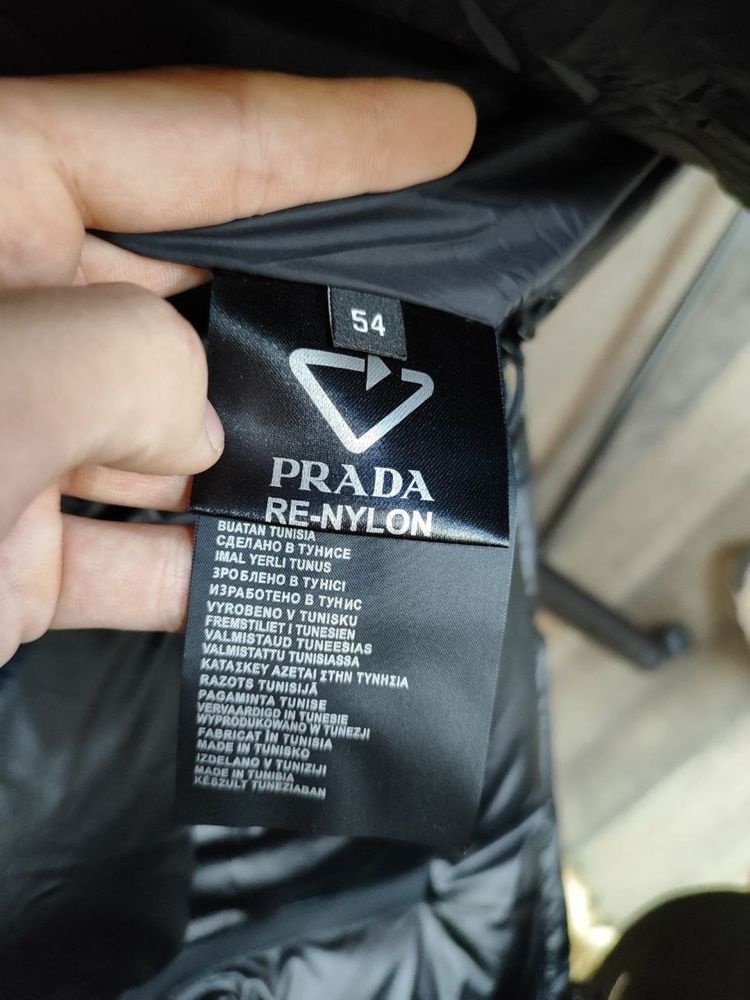 54
PRADA
RE-NYLON
BUATAN TUNISIA
СДЕЛАНО В ТУНИСЕ
IMAL YERLI TUNUS
ЗРОБЛЕНО В ТУНІСІ
ИЗРАБОТЕНО В ТУНИС
VYROBENO V TUNISKU
FREMSTILIET I TUNESIEN
VALMISTAUD TUNEESIAS
VALMISTATTU TUNISIASSA
ΚΑΤΑΣΚΕΥ ΑΖΕΤΑΙ ΣΤΗΝ ΤΥΝΗΣΙΑ
RAZOTS TUNISIJĀ
PAGAMINTA TUNISE
VERVAARDIGD IN TUNESIE
WYPRODUKOWANO W TUNEZJI
FABRICAT ÎN TUNISIA
MADE IN TUNISKO
IZDELANO V TUNIZIJI
MADE IN TUNISIA
KÉSZULT TUNEZIABAN